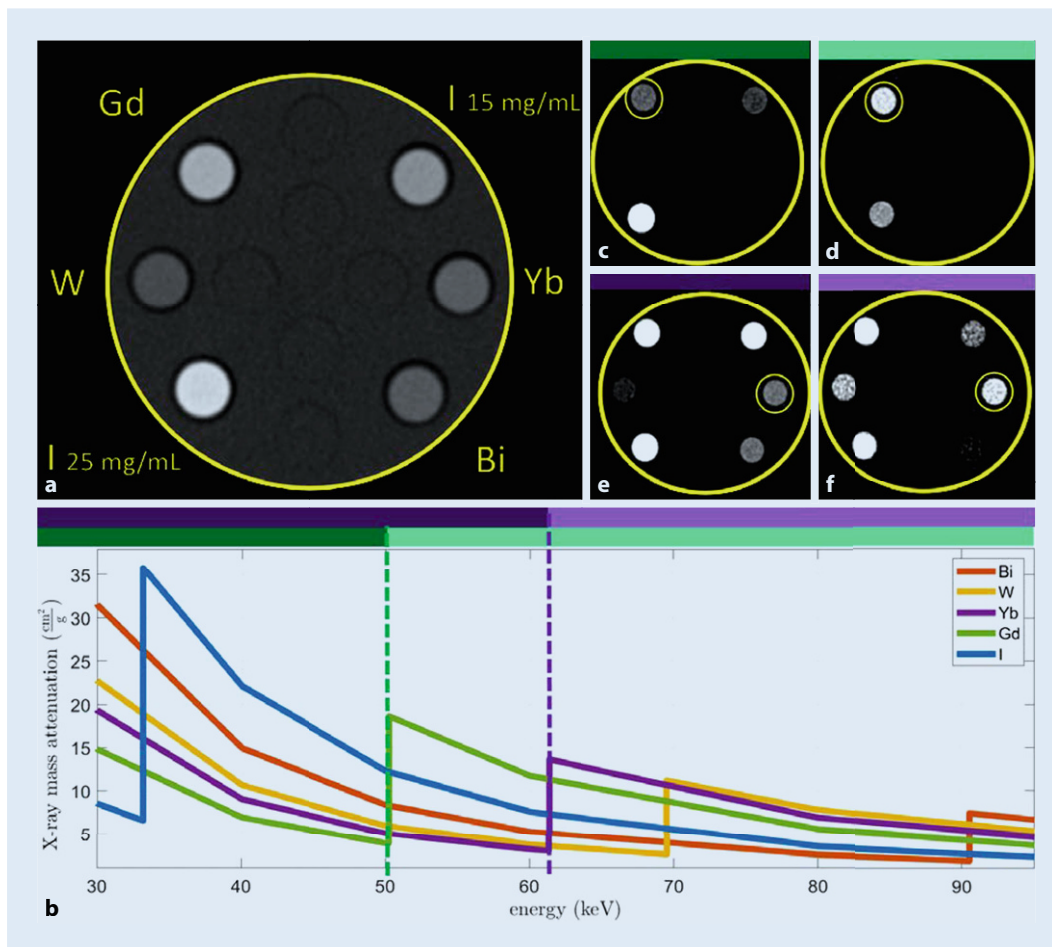 Gd
I 15 mg/mL
W
Yb
I 25 mg/mL
Bi
a
c
d
e
f
35
30
25
20
15
10
5
X-ray mass attenuation (cm²/g)
Bi
W
Yb
Gd
I
30 40 50 60 70 80 90
energy (keV)
b